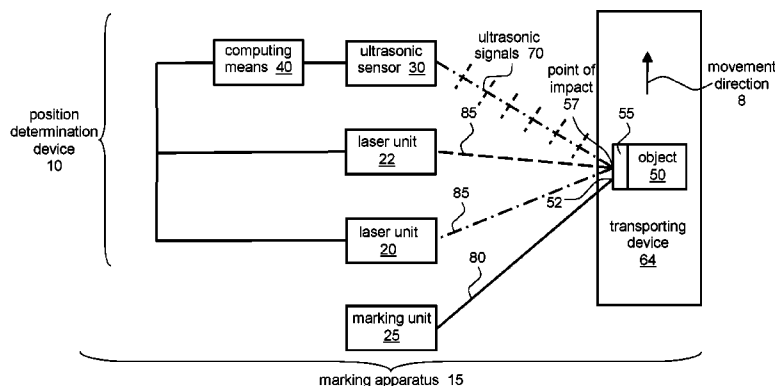 computing
means 40
ultrasonic
sensor 30
ultrasonic
signals 70
point of
impact
57
movement
direction
8
position
determination
device
10
85
laser unit
22
55
object
50
52
85
laser unit
20
transporting
device
64
80
marking unit
25
marking apparatus 15